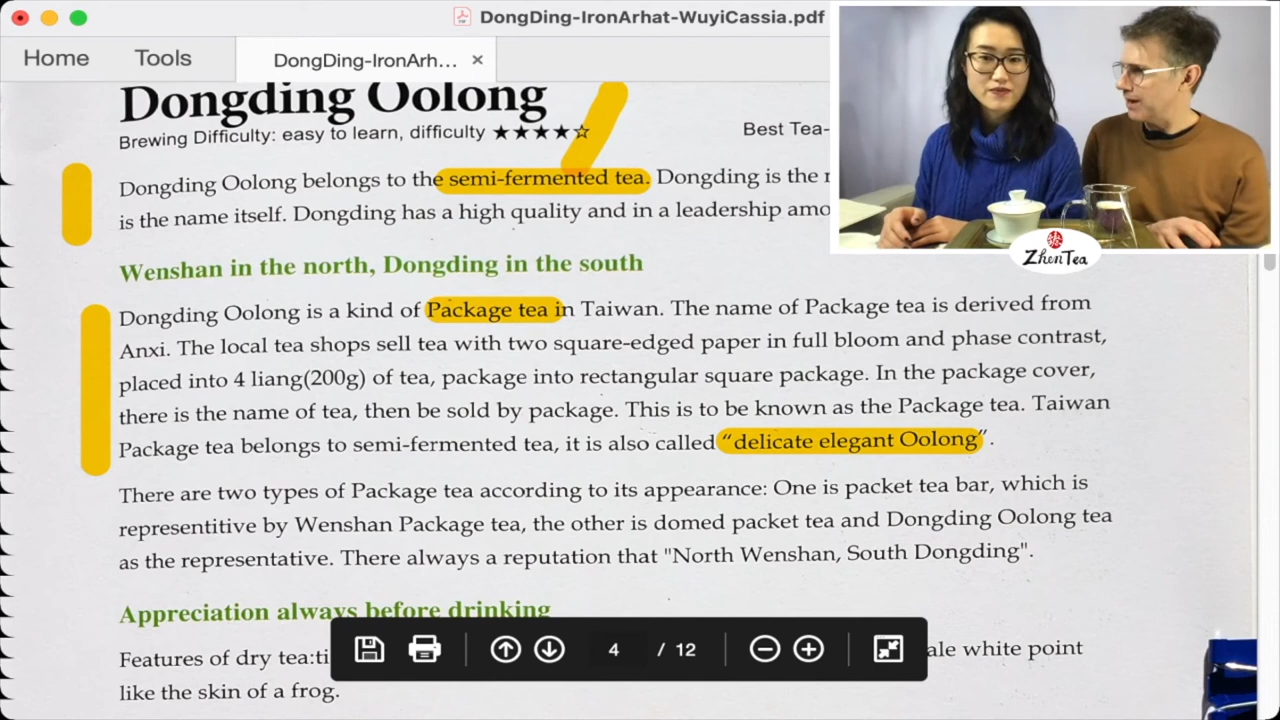 DongDing-IronArhat-WuyiCassia.pdf
Home Tools DongDing-IronArh... ×
Dongding Oolong
Brewing Difficulty: easy to learn, difficulty ★★★★☆ Best Tea-
Dongding Oolong belongs to the semi-fermented tea. Dongding is the
is the name itself. Dongding has a high quality and in a leadership amo
ZhenTea
Wenshan in the north, Dongding in the south
Dongding Oolong is a kind of Package tea in Taiwan. The name of Package tea is derived from
Anxi. The local tea shops sell tea with two square-edged paper in full bloom and phase contrast,
placed into 4 liang(200g) of tea, package into rectangular square package. In the package cover,
there is the name of tea, then be sold by package. This is to be known as the Package tea. Taiwan
Package tea belongs to semi-fermented tea, it is also called “delicate elegant Oolong”.
There are two types of Package tea according to its appearance: One is packet tea bar, which is
representitive by Wenshan Package tea, the other is domed packet tea and Dongding Oolong tea
as the representative. There always a reputation that "North Wenshan, South Dongding".
Appreciation always before drinking
Features of dry tea:ti ale white point
like the skin of a frog.
4 / 12